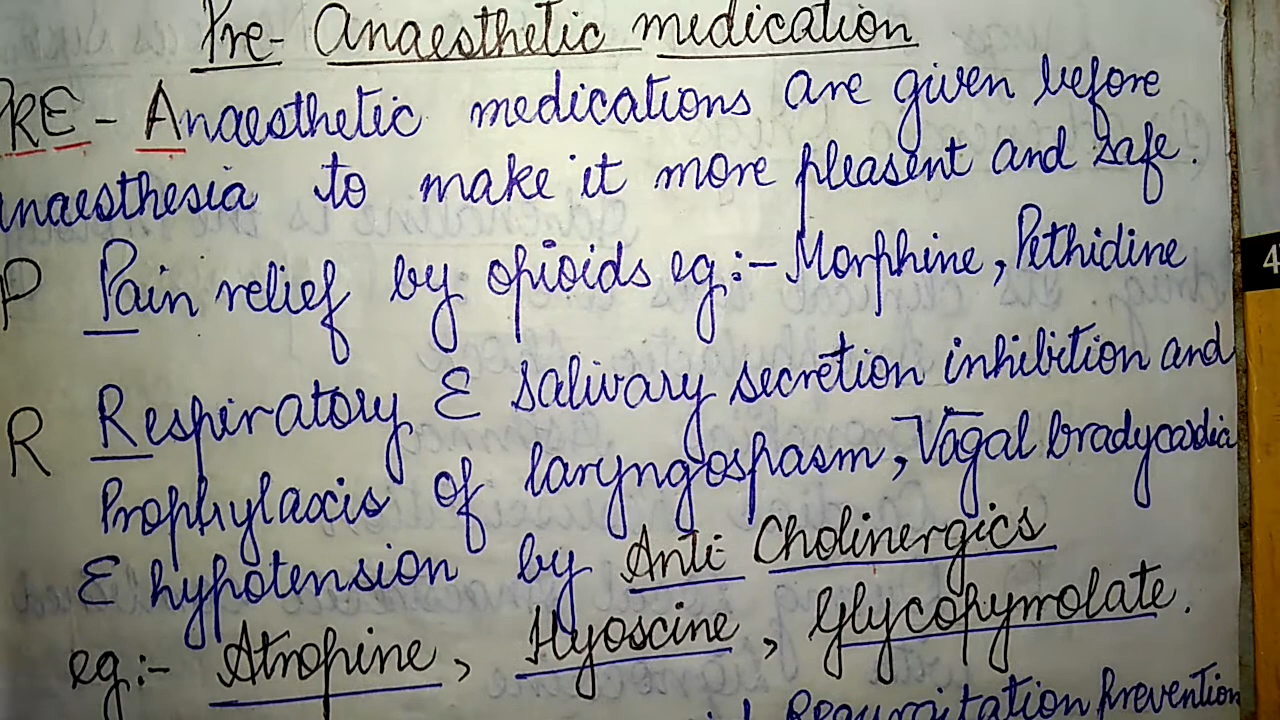 Pre- Anaesthetic medication
PRE - Anaesthetic medications are given before
anaesthesia to make it more pleasent and safe.
P Pain relief by opioids eg:- Morphine, Pethidine
R Respiratory & Salivary secretion inhibition and
Prophylaxis of laryngospasm, Vagal bradycardia
& hypotension by Anti Cholinergics
eg:- Atropine, Hyoscine, Glycopyrrolate.
Regurgitation Prevention
4